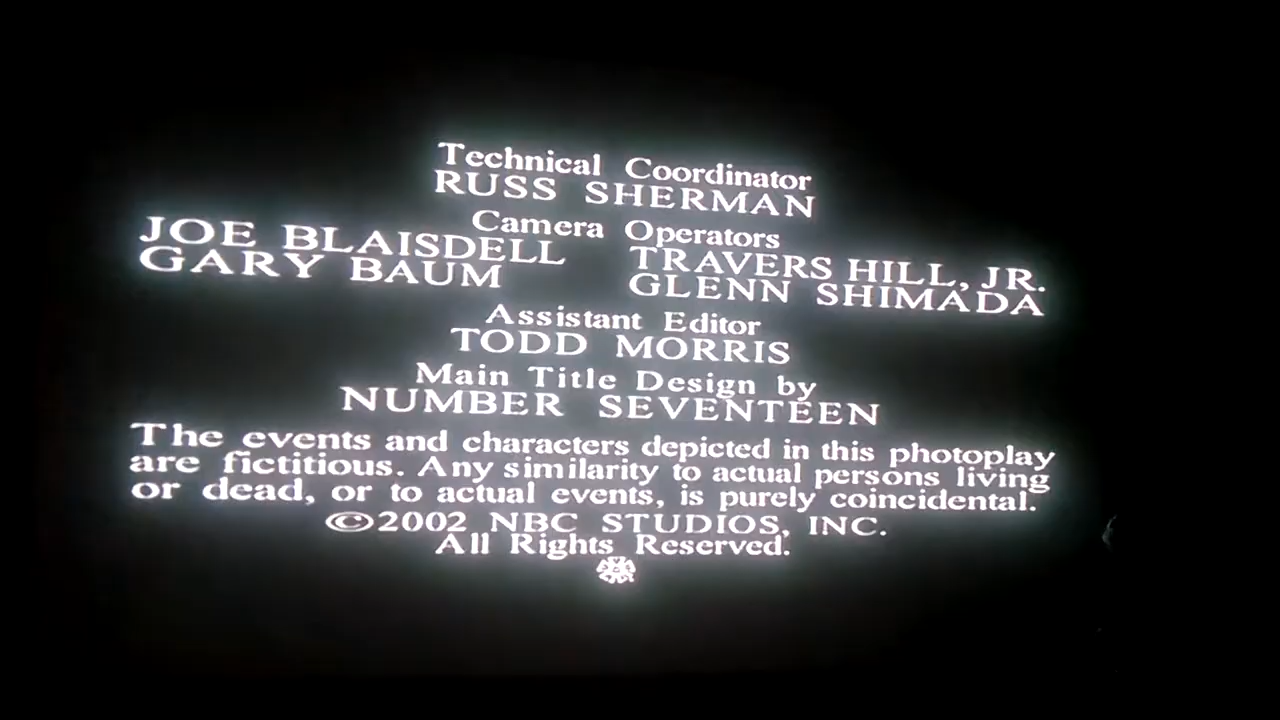 Technical Coordinator
RUSS SHERMAN
Camera Operators
JOE BLAISDELL TRAVERS HILL, JR.
GARY BAUM GLENN SHIMADA
Assistant Editor
TODD MORRIS
Main Title Design by
NUMBER SEVENTEEN
The events and characters depicted in this photoplay
are fictitious. Any similarity to actual persons living
or dead, or to actual events, is purely coincidental.
©2002 NBC STUDIOS, INC.
All Rights Reserved.